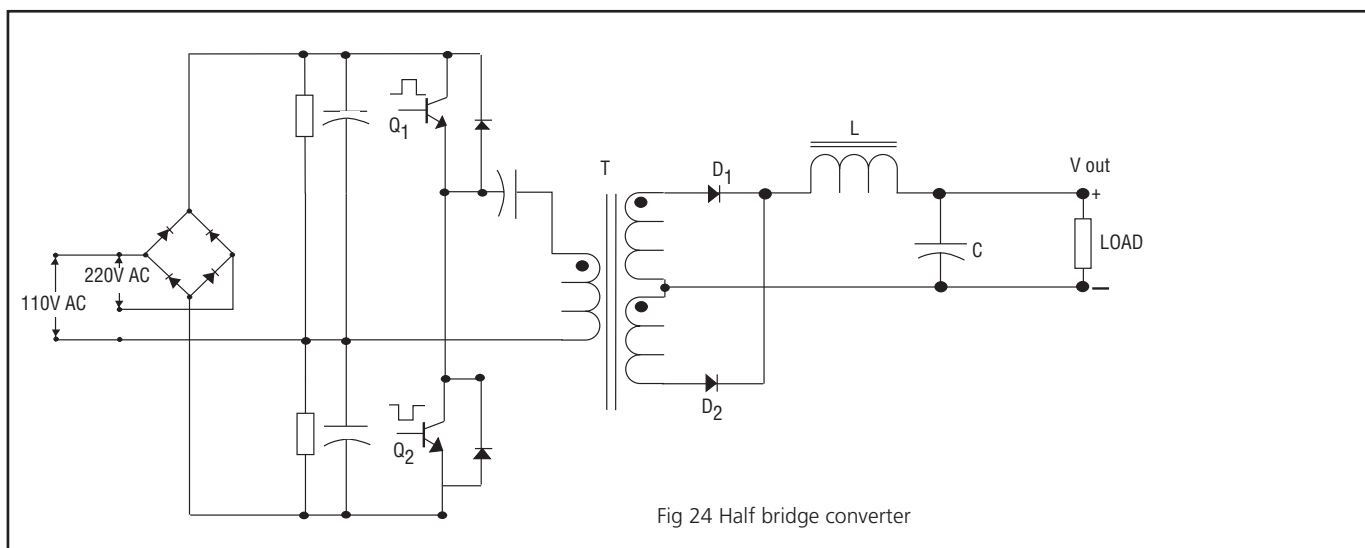 Q1
T
D1
L
V out
+
220V AC
110V AC
C
LOAD
–
Q2
D2
Fig 24 Half bridge converter